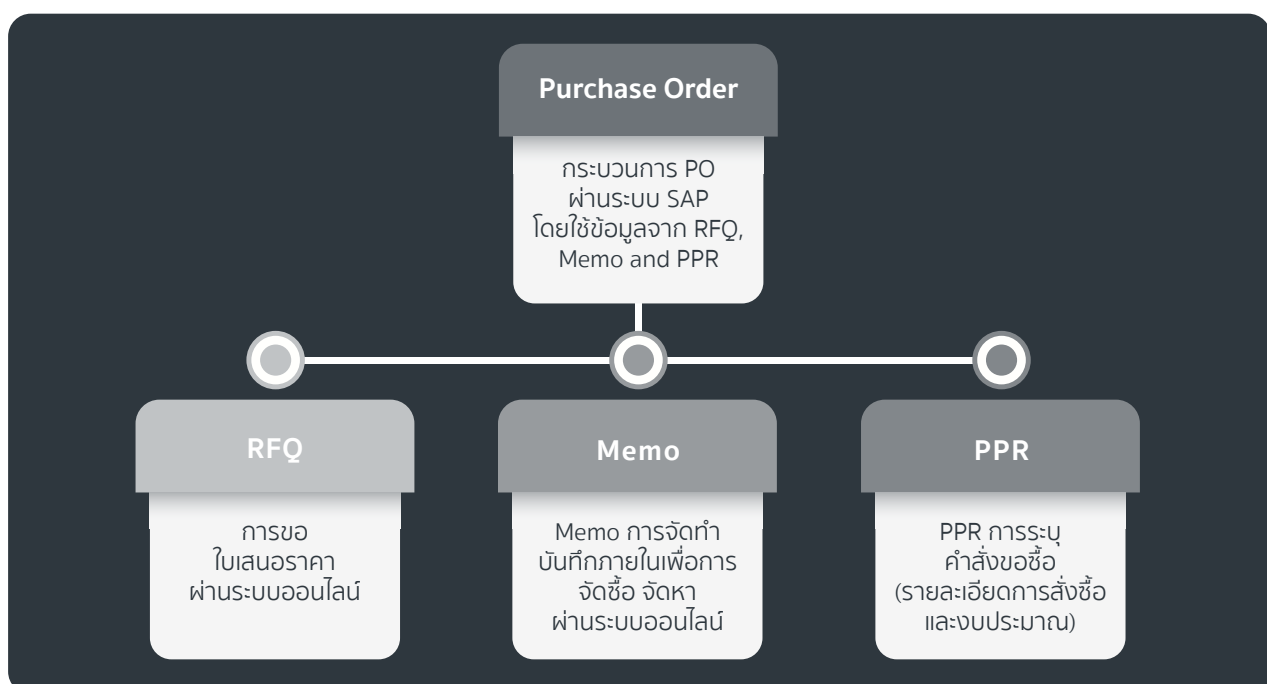 Purchase Order
กระบวนการ PO
ผ่านระบบ SAP
โดยใช้ข้อมูลจาก RFQ,
Memo and PPR
RFQ
การขอ
ใบเสนอราคา
ผ่านระบบออนไลน์
Memo
Memo การจัดทำ
บันทึกภายในเพื่อการ
จัดซื้อ จัดหา
ผ่านระบบออนไลน์
PPR
PPR การระบุ
คำสั่งขอซื้อ
(รายละเอียดการสั่งซื้อ
และงบประมาณ)